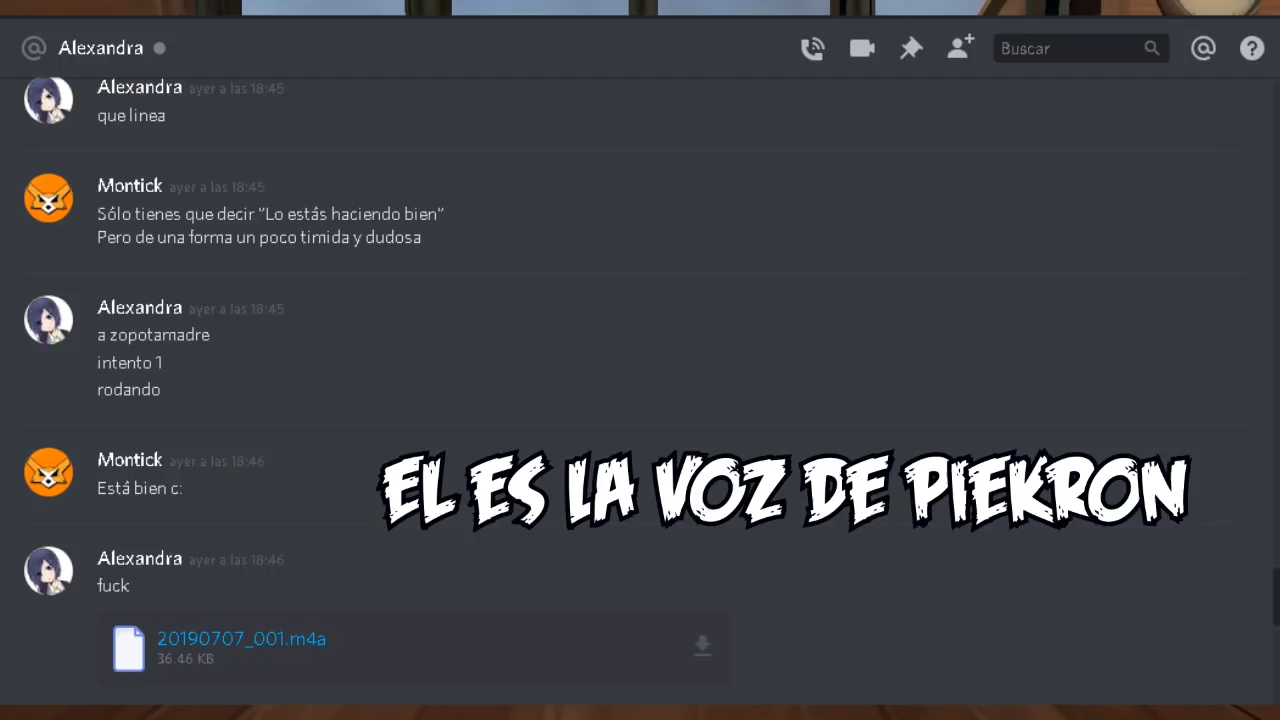 Alexandra
Buscar
Alexandra ayer a las 18:45
que linea
Montick ayer a las 18:45
Sólo tienes que decir "Lo estás haciendo bien"
Pero de una forma un poco timida y dudosa
Alexandra ayer a las 18:45
a zopotamadre
intento 1
rodando
Montick ayer a las 18:46
Está bien c:
EL ES LA VOZ DE PIEKRON
Alexandra ayer a las 18:46
fuck
20190707_001.m4a
36.46 KB